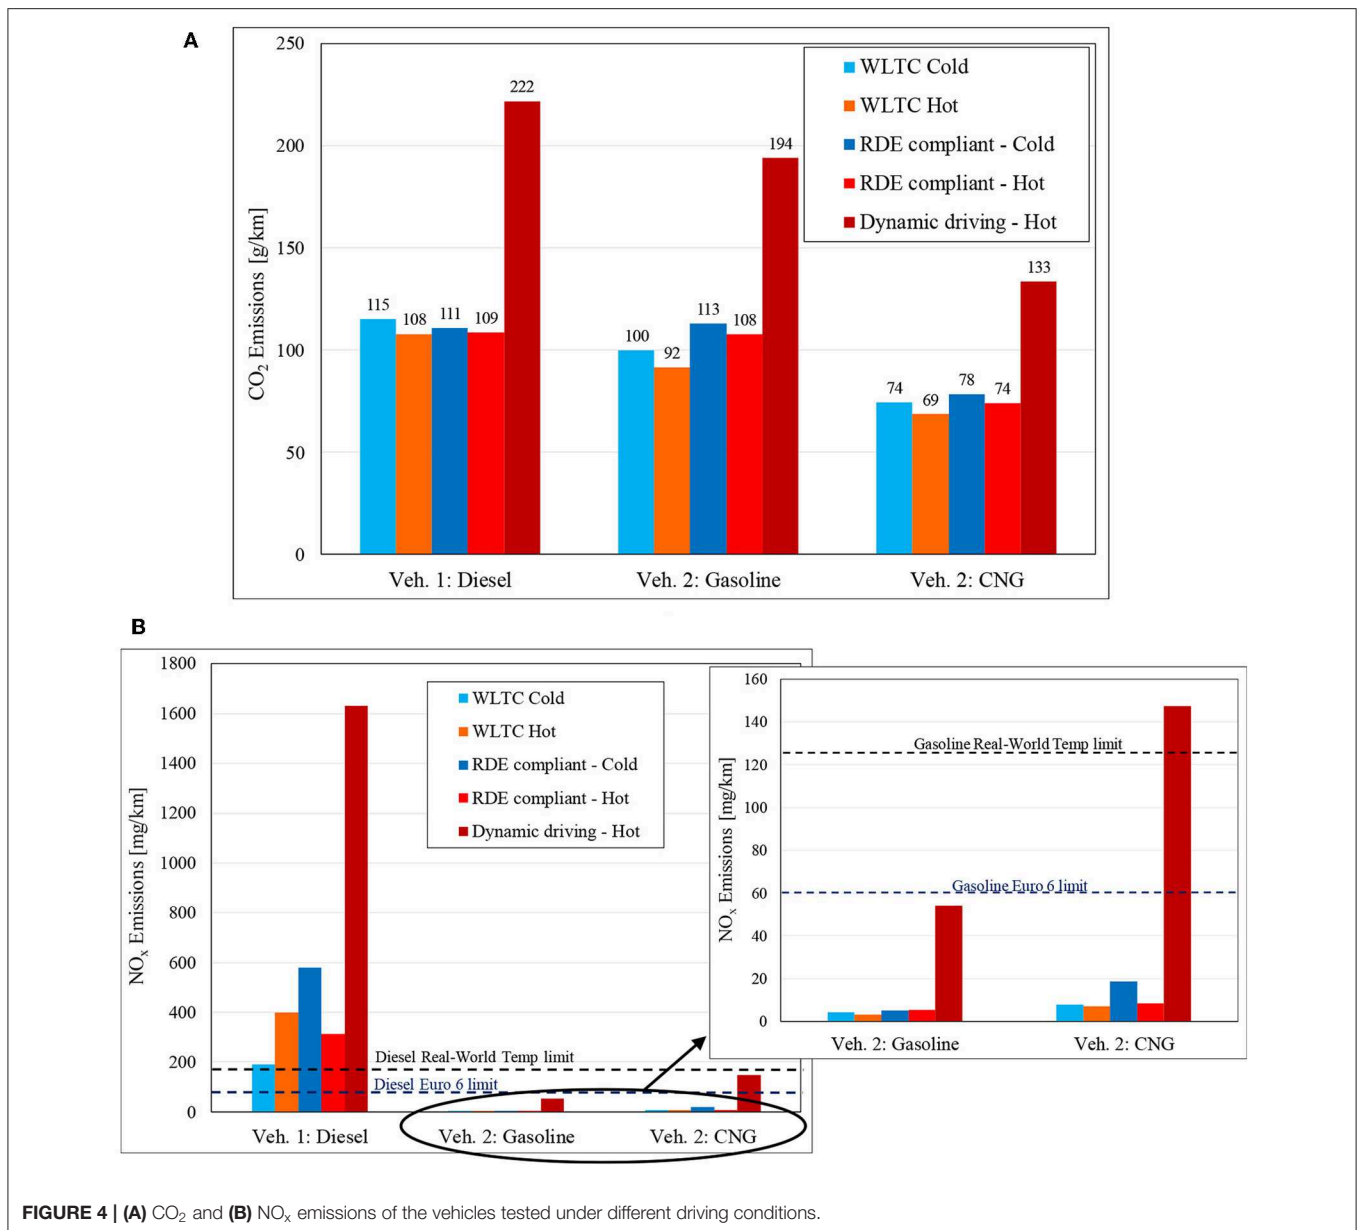 A
CO₂ Emissions [g/km]
250
200
150
100
50
0
WLTC Cold
WLTC Hot
RDE compliant - Cold
RDE compliant - Hot
Dynamic driving - Hot
115
108
111
109
222
100
92
113
108
194
74
69
78
74
133
Veh. 1: Diesel
Veh. 2: Gasoline
Veh. 2: CNG
B
NOₓ Emissions [mg/km]
1800
1600
1400
1200
1000
800
600
400
200
0
WLTC Cold
WLTC Hot
RDE compliant - Cold
RDE compliant - Hot
Dynamic driving - Hot
Diesel Real-World Temp limit
Diesel Euro 6 limit
Veh. 1: Diesel
Veh. 2: Gasoline
Veh. 2: CNG
NOₓ Emissions [mg/km]
160
140
120
100
80
60
40
20
0
Gasoline Real-World Temp limit
Gasoline Euro 6 limit
Veh. 2: Gasoline
Veh. 2: CNG
FIGURE 4 | (A) CO₂ and (B) NOₓ emissions of the vehicles tested under different driving conditions.